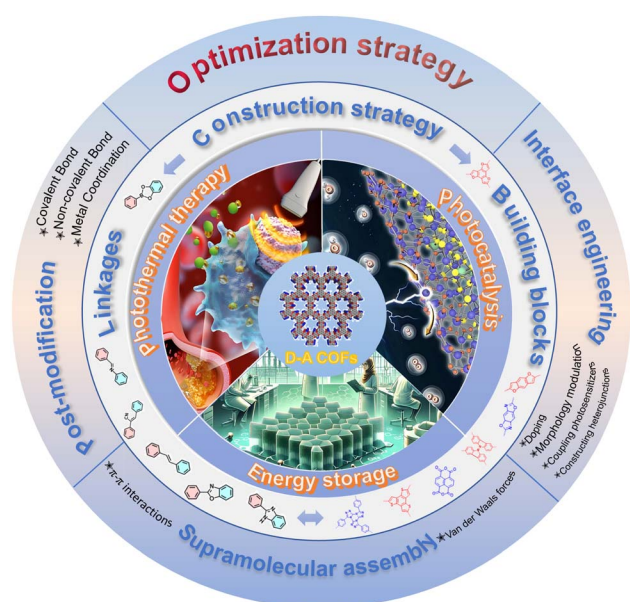 Optimization strategy
Construction strategy
★Covalent Bond
★Non-covalent Bond
★Metal Coordination
Interface engineering
Photothermal therapy
Photocatalysis
Linkages
Building blocks
Post-modification
D-A COFs
★Doping
★Morphology modulation
★Coupling photosensitizers
★Constructing heterojunctions
Energy storage
★π-π interactions
★Van der Waals forces
Supramolecular assembly